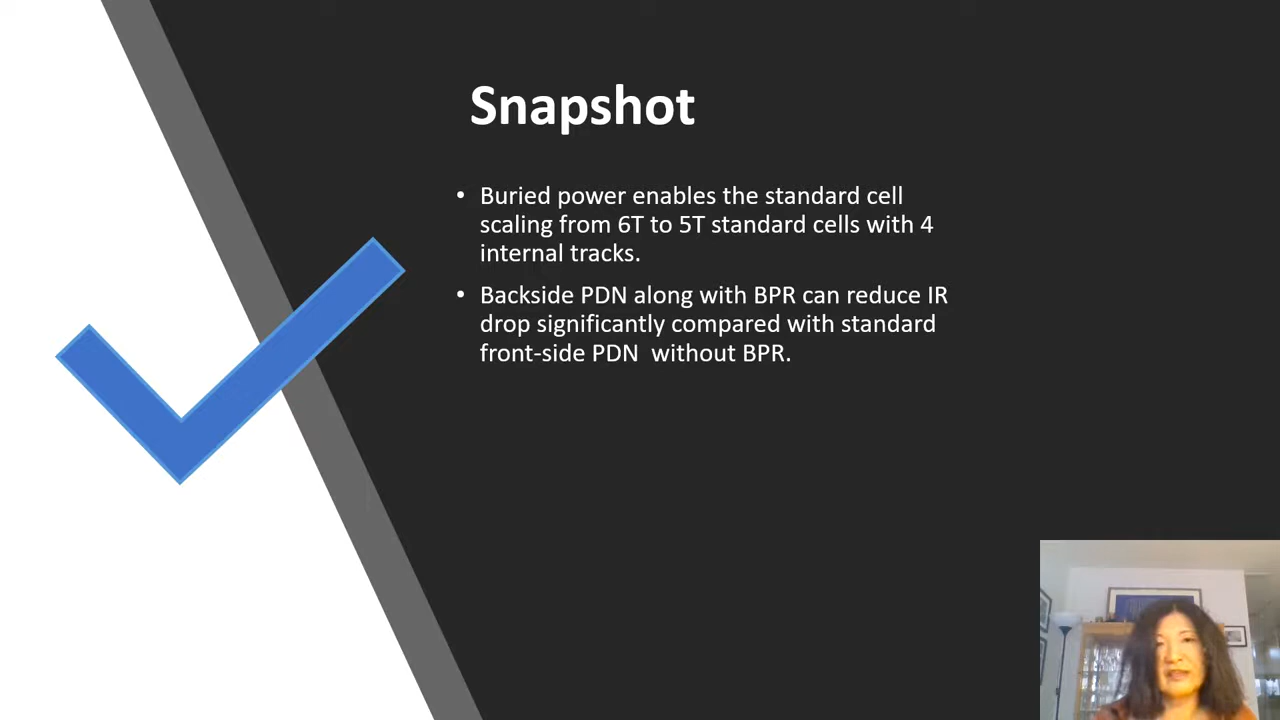 Snapshot
• Buried power enables the standard cell
scaling from 6T to 5T standard cells with 4
internal tracks.
• Backside PDN along with BPR can reduce IR
drop significantly compared with standard
front-side PDN  without BPR.